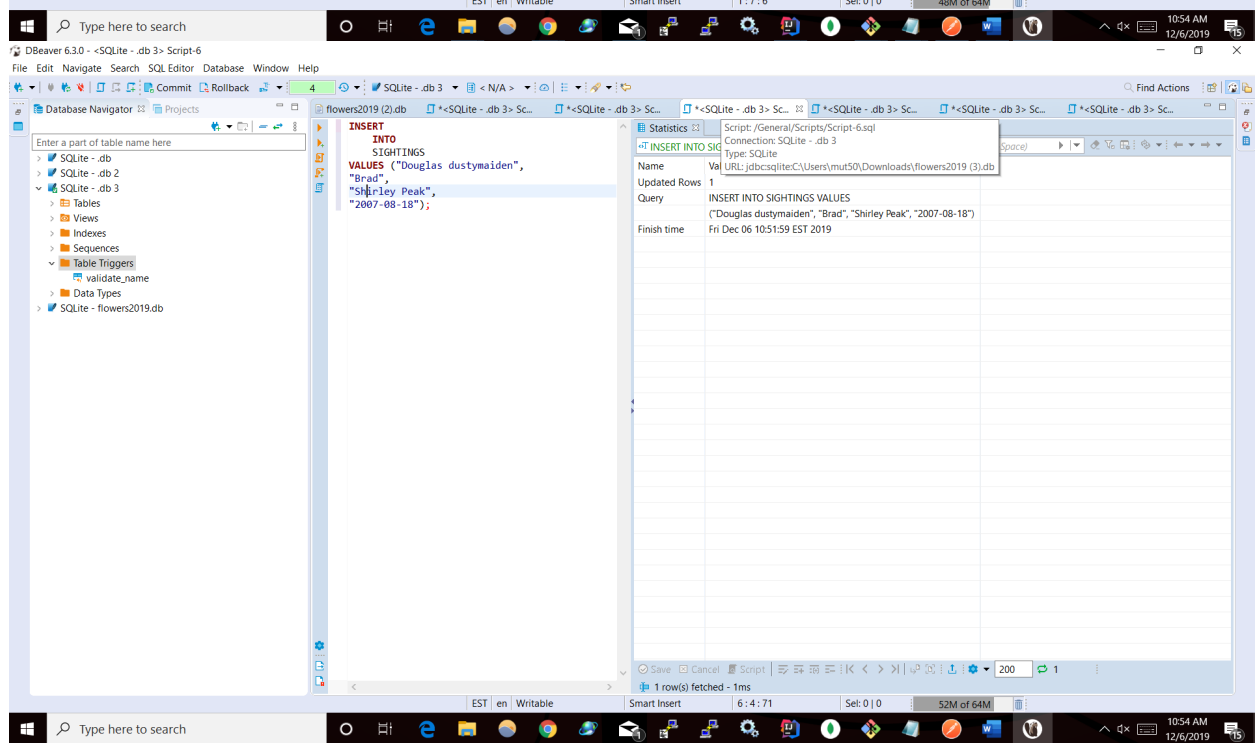 EST en Writable Smart Insert 1 : 7 : 6 Sel: 0 | 0 48M of 64M
Type here to search
10:54 AM
12/6/2019
15
DBeaver 6.3.0 - <SQLite - .db 3> Script-6
File Edit Navigate Search SQL Editor Database Window Help
Commit Rollback 4 SQLite - .db 3 < N/A > Find Actions
Database Navigator Projects
flowers2019 (2).db *<SQLite - .db 3> Sc... *<SQLite - .db 3> Sc... *<SQLite - .db 3> Sc... *<SQLite - .db 3> Sc... *<SQLite - .db 3> Sc... *<SQLite - .db 3> Sc...
Enter a part of table name here
SQLite - .db
SQLite - .db 2
SQLite - .db 3
Tables
Views
Indexes
Sequences
Table Triggers
validate_name
Data Types
SQLite - flowers2019.db
INSERT
INTO
SIGHTINGS
VALUES ("Douglas dustymaiden",
"Brad",
"Shirley Peak",
"2007-08-18");
Statistics
INSERT INTO SIG
Space)
Script: /General/Scripts/Script-6.sql
Connection: SQLite - .db 3
Type: SQLite
URL: jdbc:sqlite:C:\Users\mut50\Downloads\flowers2019 (3).db
Name Val
Updated Rows 1
Query INSERT INTO SIGHTINGS VALUES
("Douglas dustymaiden", "Brad", "Shirley Peak", "2007-08-18")
Finish time Fri Dec 06 10:51:59 EST 2019
Save Cancel Script 200 1
1 row(s) fetched - 1ms
EST en Writable Smart Insert 6 : 4 : 71 Sel: 0 | 0 52M of 64M
Type here to search
10:54 AM
12/6/2019
15